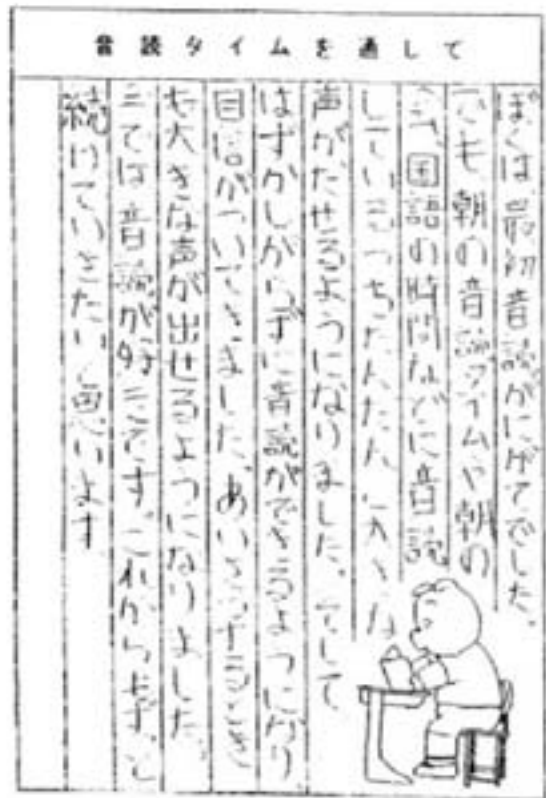 音読タイムを通して
ぼくは、最初音読がにがてでした。
でも朝の音読タイムや朝の
会、国語の時間などに音読
していくうちだんだん大きな
声がだせるようになりました。そして
はずかしがらずに音読ができるようになり
自信がついてきました。あいさつするとき
も大きな声が出せるようになりました。
今では音読が好きです。これからもずっと
続けていきたいと思います